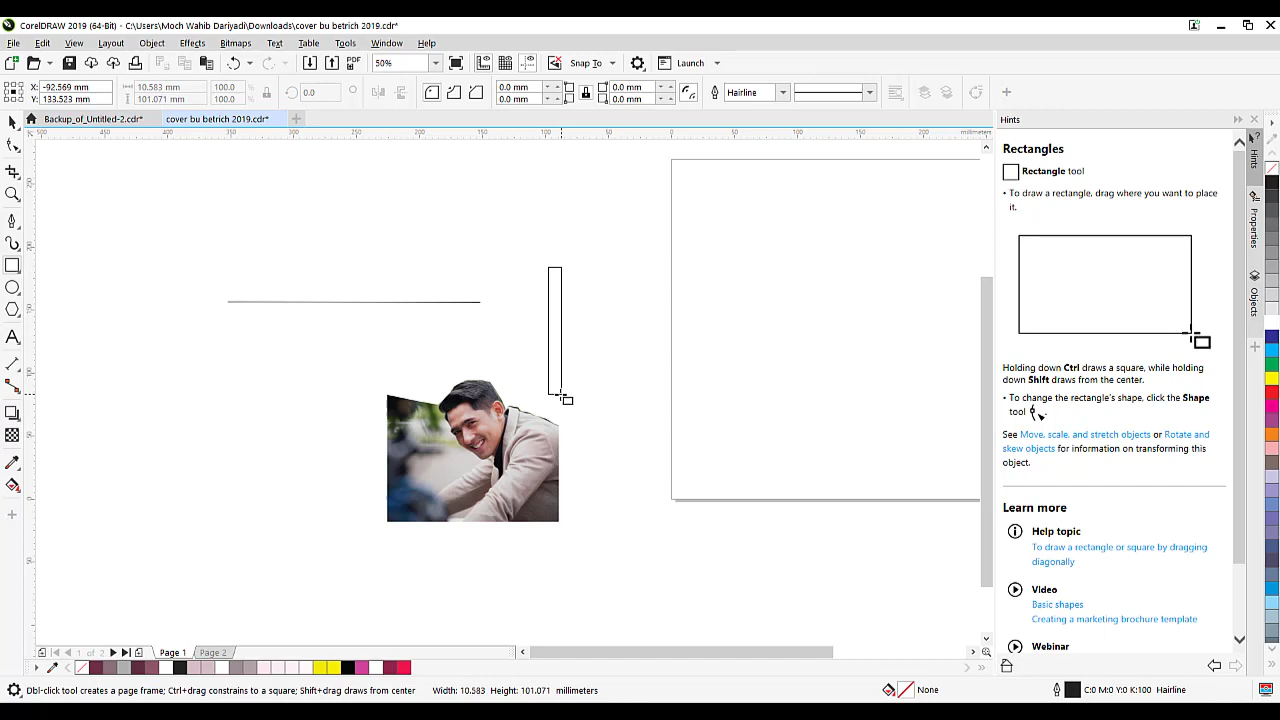 CorelDRAW 2019 (64-Bit) - C:\Users\Moch Wahib Dariyadi\Downloads\cover bu betrich 2019.cdr*
File Edit View Layout Object Effects Bitmaps Text Table Tools Window Help
PDF 50% Snap To Launch
X: -92.569 mm 10.583 mm 100.0 0.0 0.0 mm 0.0 mm Hairline
Y: 133.523 mm 101.071 mm 100.0 0.0 mm 0.0 mm
Backup_of_Untitled-2.cdr* cover bu betrich 2019.cdr*
millimeters
Hints
Rectangles
Rectangle tool
• To draw a rectangle, drag where you want to place
it.
Holding down Ctrl draws a square, while holding
down Shift draws from the center.
• To change the rectangle's shape, click the Shape
tool
See Move, scale, and stretch objects or Rotate and
skew objects for information on transforming this
object.
Learn more
Help topic
To draw a rectangle or square by dragging
diagonally
Video
Basic shapes
Creating a marketing brochure template
Webinar
Hints
Properties
Objects
1 of 2 Page 1 Page 2
Dbl-click tool creates a page frame; Ctrl+drag constrains to a square; Shift+drag draws from center Width: 10.583 Height: 101.071 millimeters None C:0 M:0 Y:0 K:100 Hairline